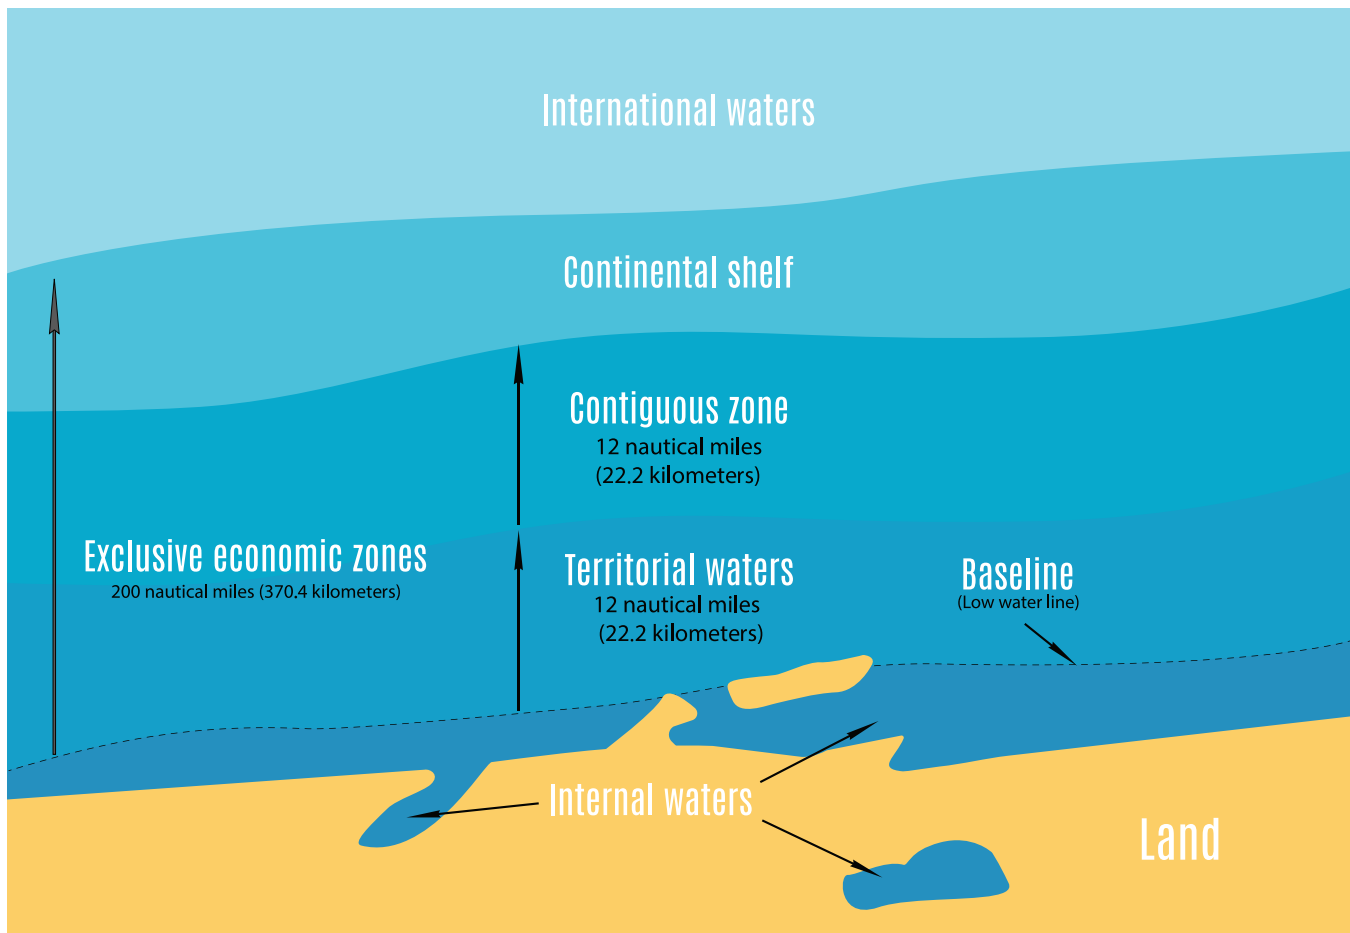 International waters
Continental shelf
Contiguous zone
12 nautical miles
(22.2 kilometers)
Exclusive economic zones
200 nautical miles (370.4 kilometers)
Territorial waters
12 nautical miles
(22.2 kilometers)
Baseline
(Low water line)
Internal waters
Land